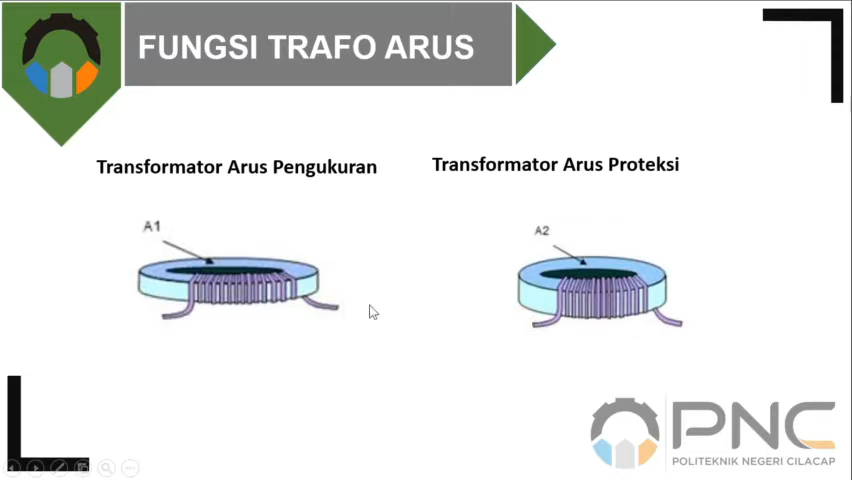 FUNGSI TRAFO ARUS
Transformator Arus Pengukuran
Transformator Arus Proteksi
A1
A2
PNC
POLITEKNIK NEGERI CILACAP